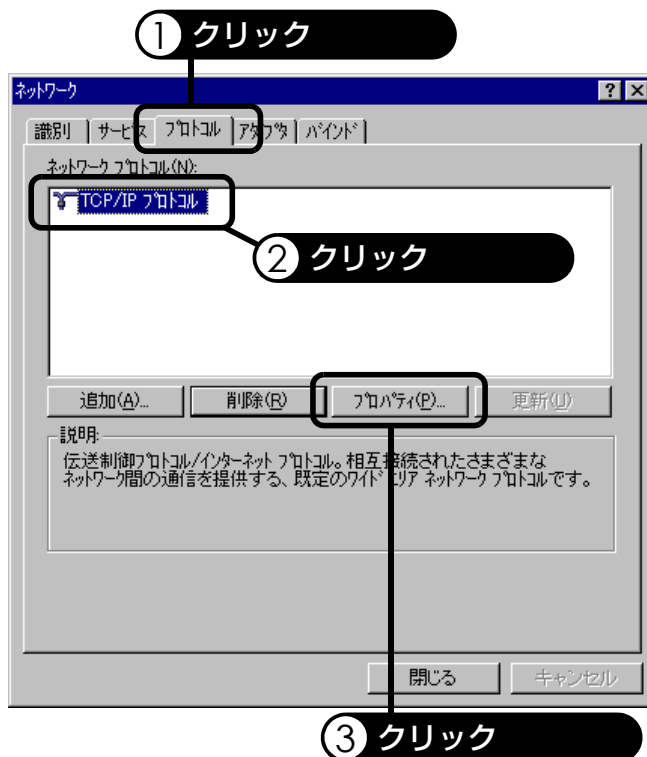 ① クリック
ネットワーク
識別 サービス プロトコル アダプタ バインド
ネットワーク プロトコル(N):
TCP/IP プロトコル
② クリック
追加(A)... 削除(R) プロパティ(P)... 更新(U)
説明:
伝送制御プロトコル/インターネット プロトコル。相互接続されたさまざまな
ネットワーク間の通信を提供する、既定のワイド エリア ネットワーク プロトコルです。
閉じる キャンセル
③ クリック